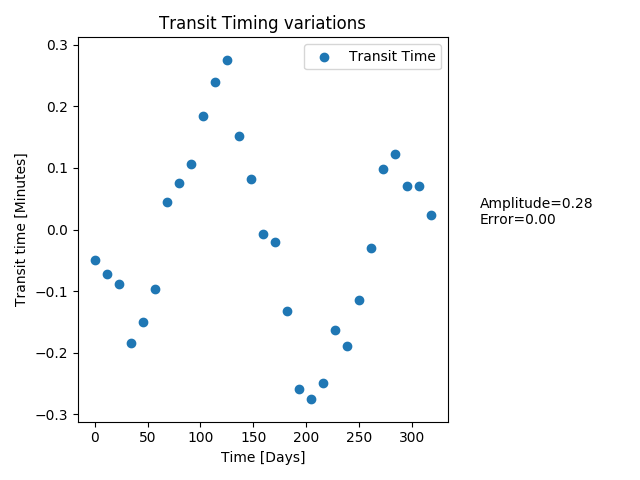 Transit Timing variations
Transit Time
Transit time [Minutes]
0.3
0.2
0.1
0.0
−0.1
−0.2
−0.3
Amplitude=0.28
Error=0.00
0 50 100 150 200 250 300
Time [Days]